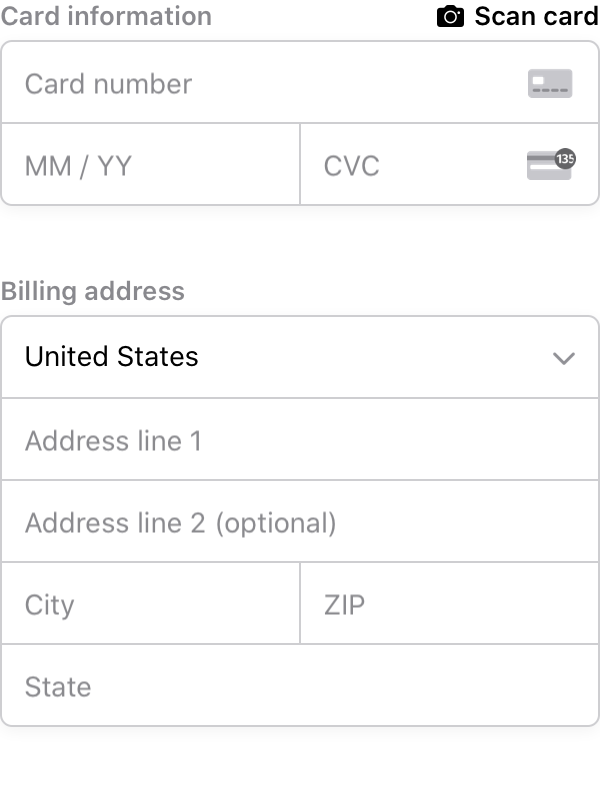 Card information Scan card
Card number
MM / YY CVC 135
Billing address
United States
Address line 1
Address line 2 (optional)
City ZIP
State